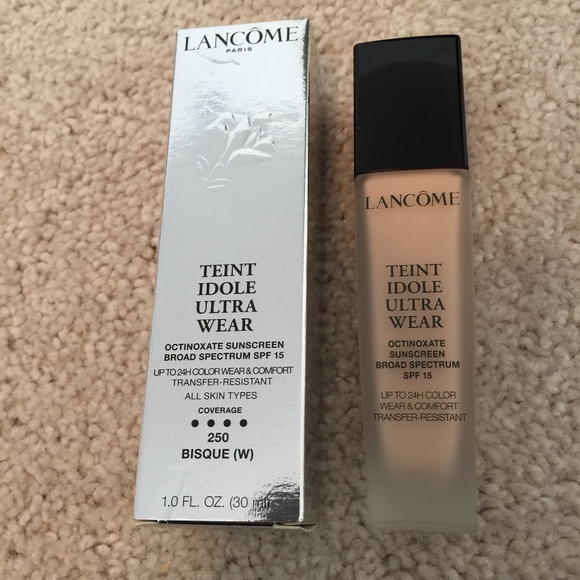 LANCÔME
PARIS
TEINT
IDOLE
ULTRA
WEAR
OCTINOXATE SUNSCREEN
BROAD SPECTRUM SPF 15
UP TO 24H COLOR WEAR & COMFORT
TRANSFER-RESISTANT
ALL SKIN TYPES
COVERAGE
250
BISQUE (W)
1.0 FL. OZ. (30
LANCÔME
TEINT
IDOLE
ULTRA
WEAR
OCTINOXATE
SUNSCREEN
BROAD SPECTRUM
SPF 15
UP TO 24H COLOR
WEAR & COMFORT
TRANSFER-RESISTANT